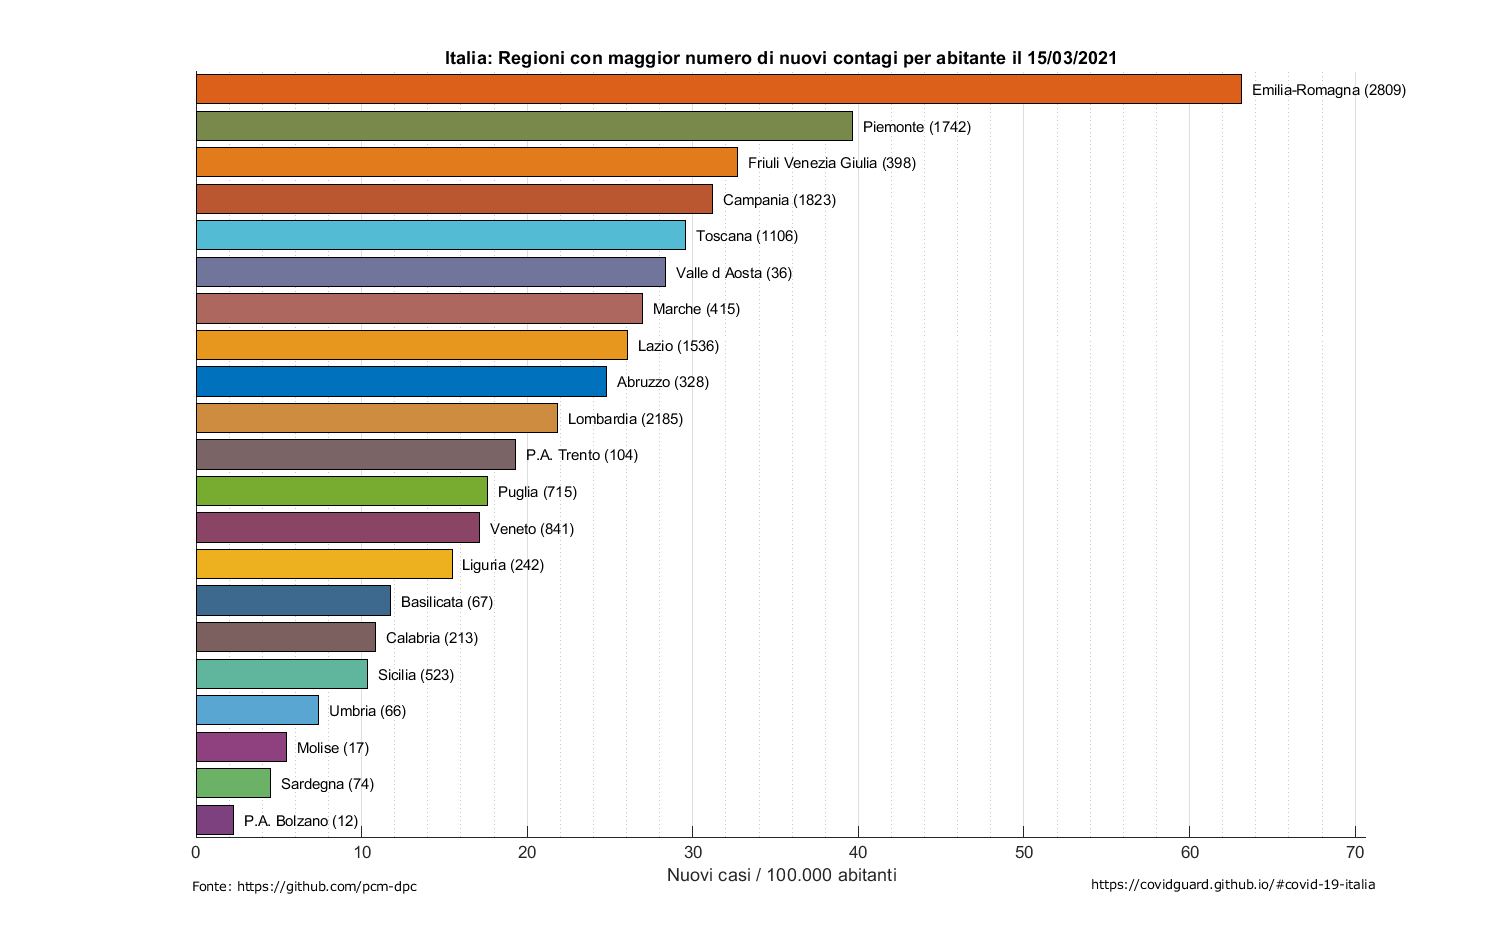 Italia: Regioni con maggior numero di nuovi contagi per abitante il 15/03/2021
Emilia-Romagna (2809)
Piemonte (1742)
Friuli Venezia Giulia (398)
Campania (1823)
Toscana (1106)
Valle d Aosta (36)
Marche (415)
Lazio (1536)
Abruzzo (328)
Lombardia (2185)
P.A. Trento (104)
Puglia (715)
Veneto (841)
Liguria (242)
Basilicata (67)
Calabria (213)
Sicilia (523)
Umbria (66)
Molise (17)
Sardegna (74)
P.A. Bolzano (12)
0 10 20 30 40 50 60 70
Nuovi casi / 100.000 abitanti
Fonte: https://github.com/pcm-dpc
https://covidguard.github.io/#covid-19-italia